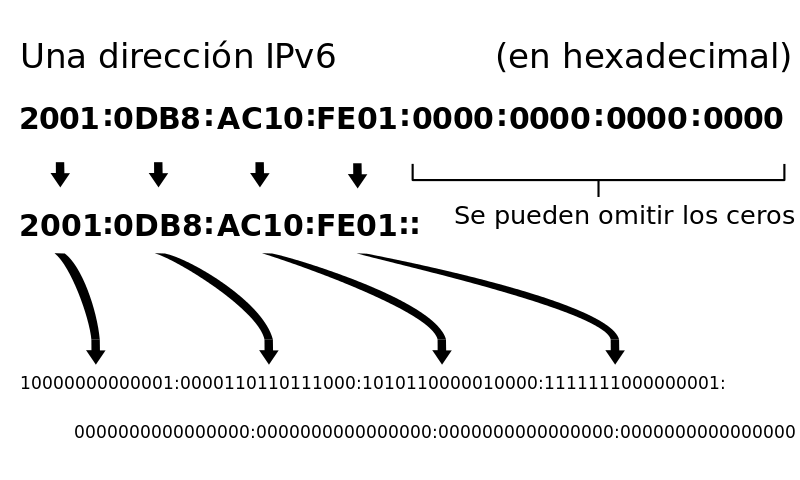 Una dirección IPv6 (en hexadecimal)
2001:0DB8:AC10:FE01:0000:0000:0000:0000
2001:0DB8:AC10:FE01::
Se pueden omitir los ceros
10000000000001:0000110110111000:1010110000010000:1111111000000001:
0000000000000000:0000000000000000:0000000000000000:0000000000000000